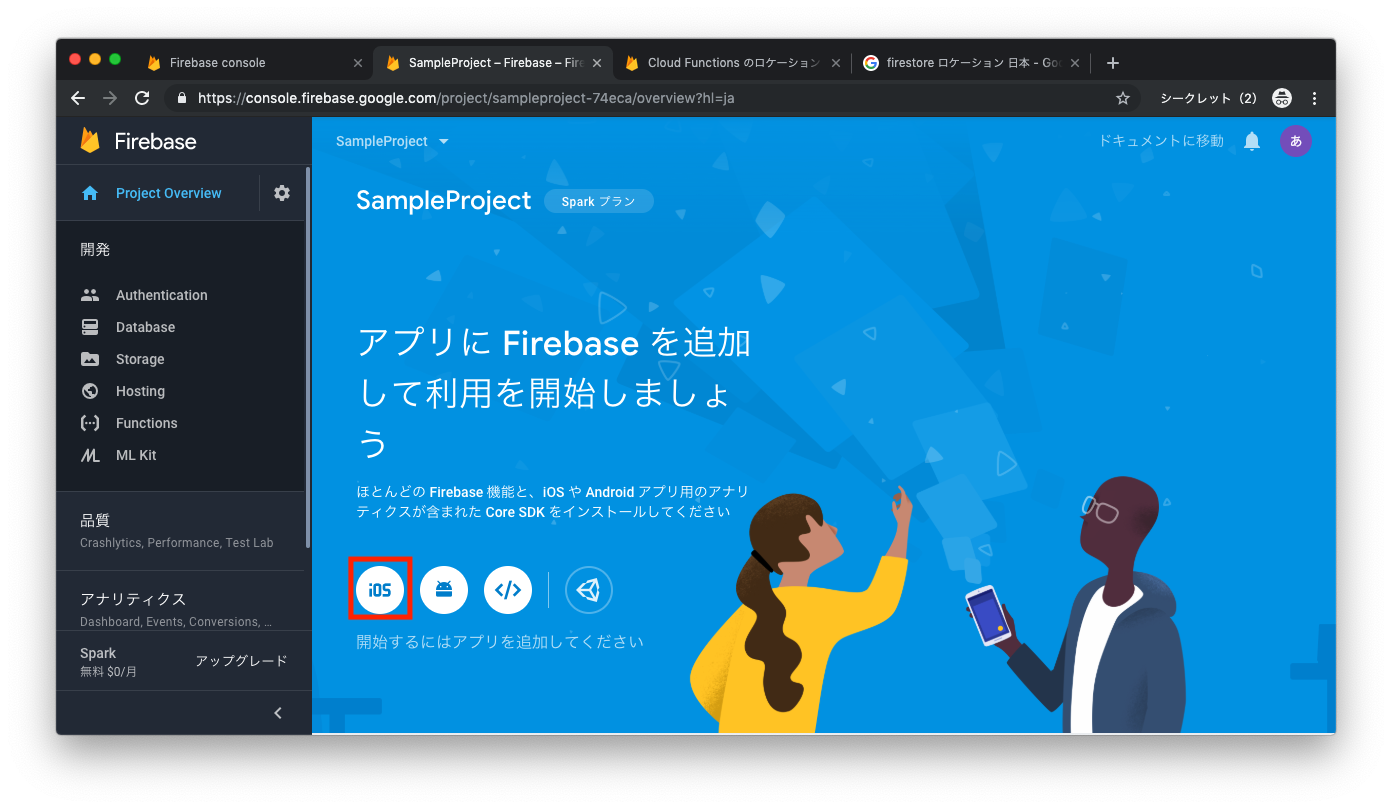 Firebase console
SampleProject – Firebase – Fire
Cloud Functions のロケーション
firestore ロケーション 日本 - Goo
https://console.firebase.google.com/project/sampleproject-74eca/overview?hl=ja
シークレット (2)
Firebase
Project Overview
開発
Authentication
Database
Storage
Hosting
Functions
ML Kit
品質
Crashlytics, Performance, Test Lab
アナリティクス
Dashboard, Events, Conversions, ...
Spark
無料 $0/月
アップグレード
SampleProject
ドキュメントに移動
あ
SampleProject
Spark プラン
アプリに Firebase を追加
して利用を開始しましょ
う
ほとんどの Firebase 機能と、iOS や Android アプリ用のアナリ
ティクスが含まれた Core SDK をインストールしてください
iOS
開始するにはアプリを追加してください